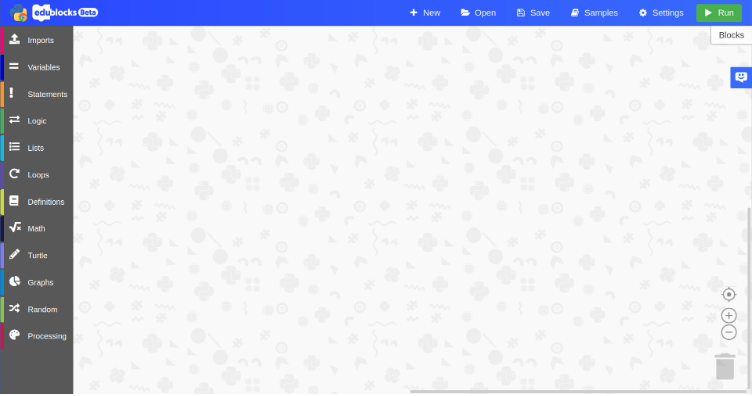 edublocks Beta
New
Open
Save
Samples
Settings
Run
Blocks
Imports
Variables
Statements
Logic
Lists
Loops
Definitions
Math
Turtle
Graphs
Random
Processing